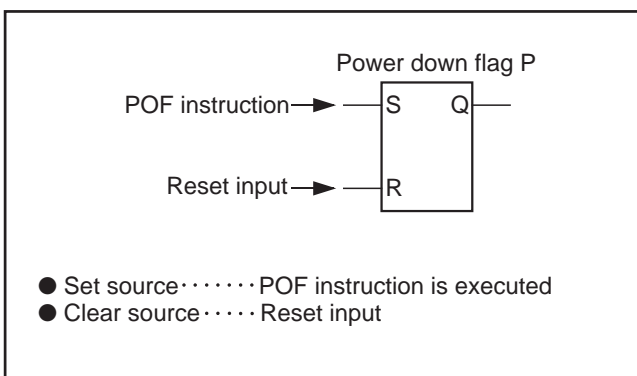 Power down flag P
POF instruction
S Q
Reset input
R
● Set source·······POF instruction is executed
● Clear source·····Reset input